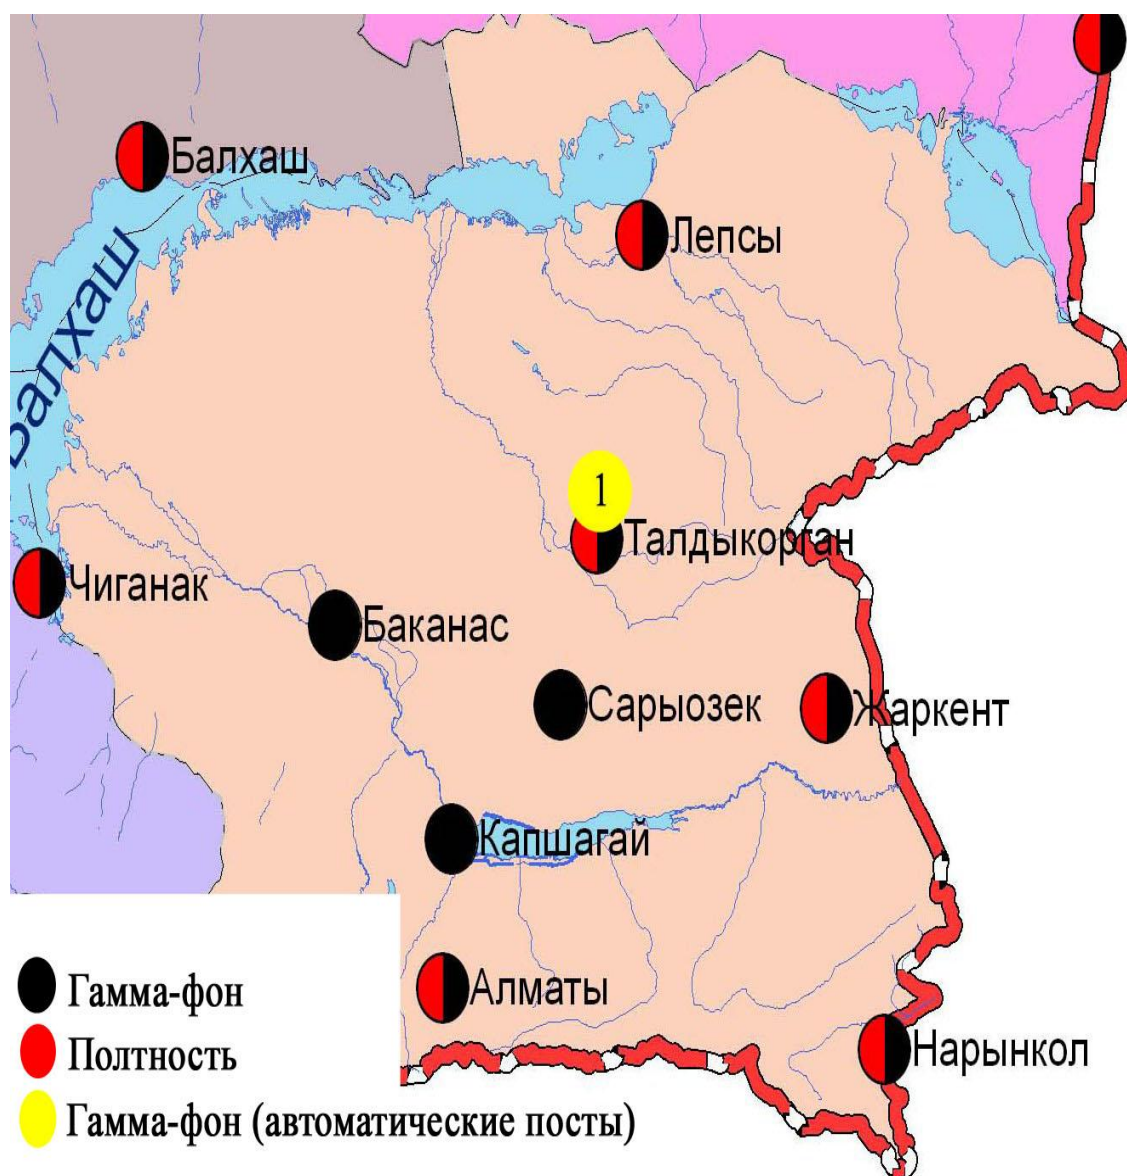 Балхаш
Лепсы
Балхаш
1
Талдыкорган
Чиганак
Баканас
Сарыозек
Жаркент
Капшагай
Алматы
Нарынкол
Гамма-фон
Полтность
Гамма-фон (автоматические посты)